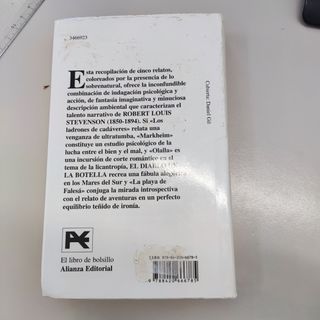 3466923
Esta recopilación de cinco relatos,
coloreados por la presencia de lo
sobrenatural, ofrece la inconfundible
combinación de indagación psicológica y
acción, de fantasía imaginativa y minuciosa
descripción ambiental que caracterizan el
talento narrativo de ROBERT LOUIS
STEVENSON (1850-1894). Si «Los
ladrones de cadáveres» relata una
venganza de ultratumba, «Markheim»
constituye un estudio psicológico de la
lucha entre el bien y el mal, y «Olalla» es
una incursión de corte romántico en el
tema de la licantropía, EL DIABLO DE
LA BOTELLA recrea una fábula alegórica
en los Mares del Sur y «La playa de
Falesá» conjuga la mirada introspectiva
con el relato de aventuras en un perfecto
equilibrio teñido de ironía.
El libro de bolsillo
Alianza Editorial
Cubierta: Daniel Gil
9 788420 666785